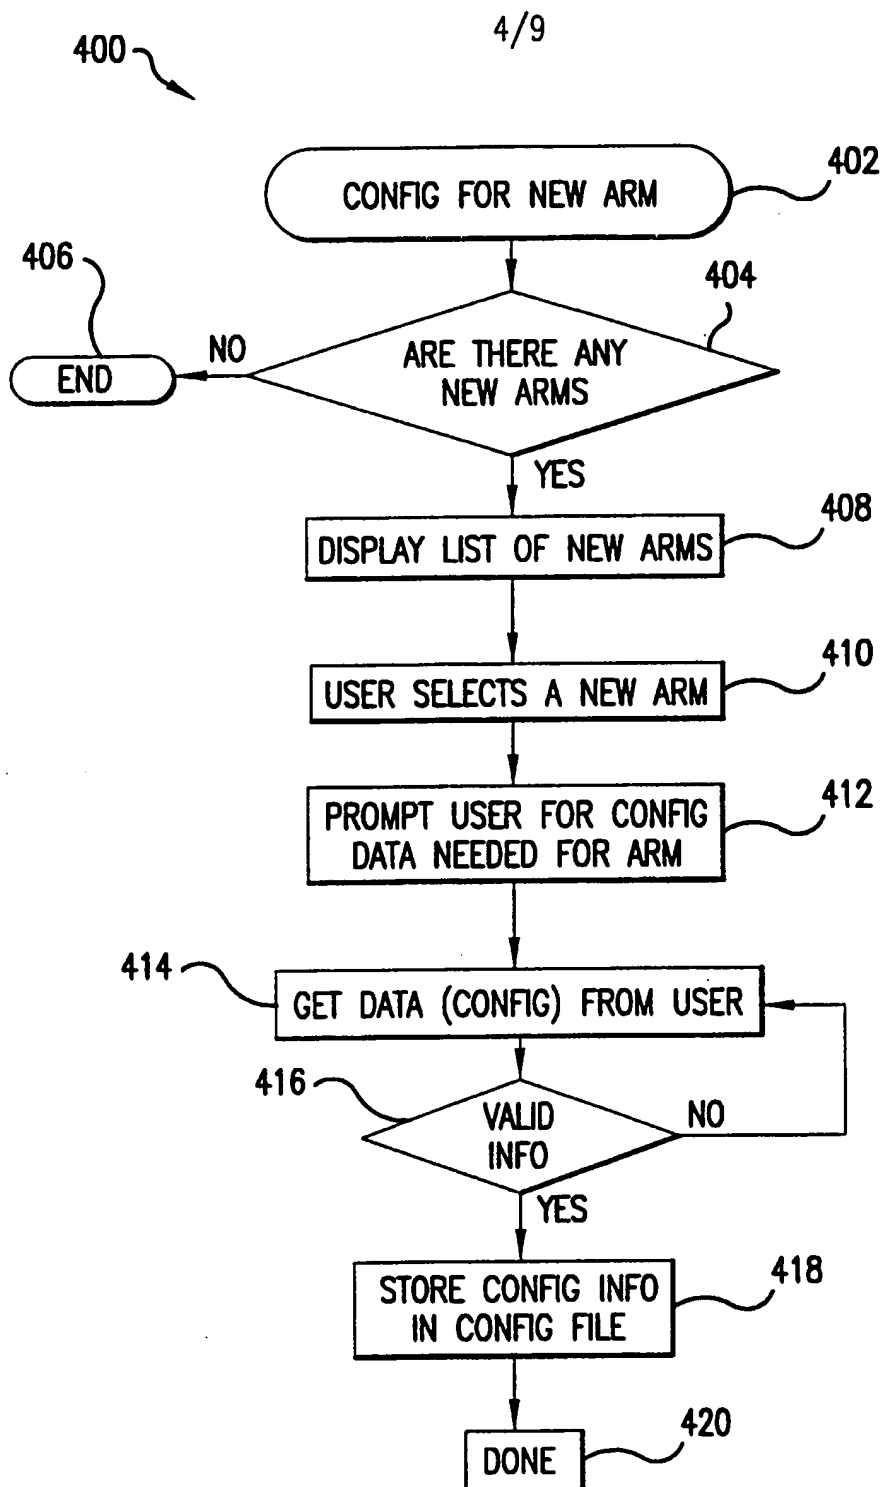 4/9
400
402
CONFIG FOR NEW ARM
406
404
NO
END
ARE THERE ANY
NEW ARMS
YES
408
DISPLAY LIST OF NEW ARMS
410
USER SELECTS A NEW ARM
412
PROMPT USER FOR CONFIG
DATA NEEDED FOR ARM
414
GET DATA (CONFIG) FROM USER
416
VALID
INFO
NO
YES
418
STORE CONFIG INFO
IN CONFIG FILE
420
DONE